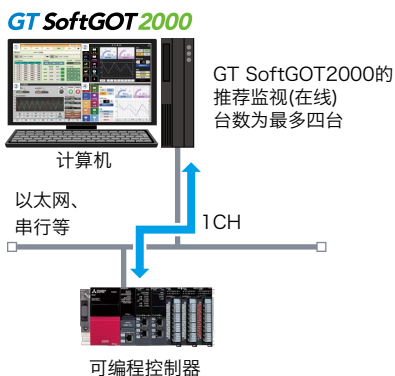 GT SoftGOT2000
GT SoftGOT2000的
推荐监视(在线)
台数为最多四台
计算机
以太网、
串行等
1CH
可编程控制器